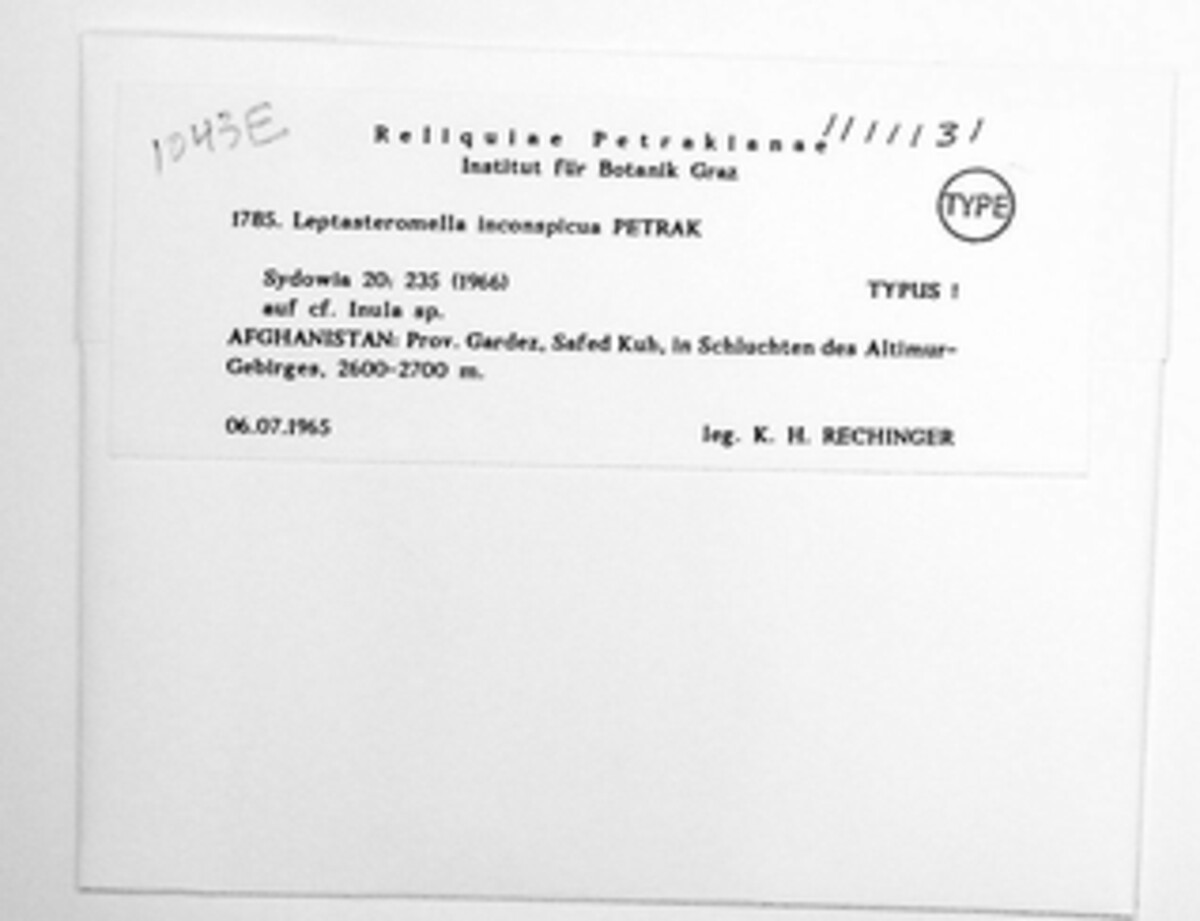 1043E
Reliquiae Petrakianae
Institut für Botanik Graz
TYPE
1785. Leptasteromella inconspicua PETRAK
Sydowia 20: 235 (1966)
TYPUS !
auf cf. Inula sp.
AFGHANISTAN: Prov. Gardez, Safed Kuh, in Schluchten des Altimur-
Gebirges, 2600-2700 m.
06.07.1965
leg. K. H. RECHINGER